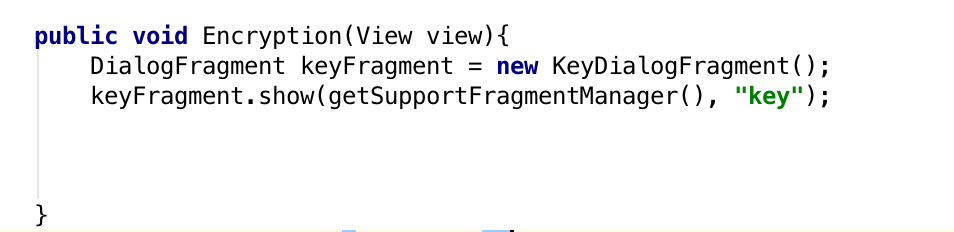 public void Encryption(View view){
    DialogFragment keyFragment = new KeyDialogFragment();
    keyFragment.show(getSupportFragmentManager(), "key");
}